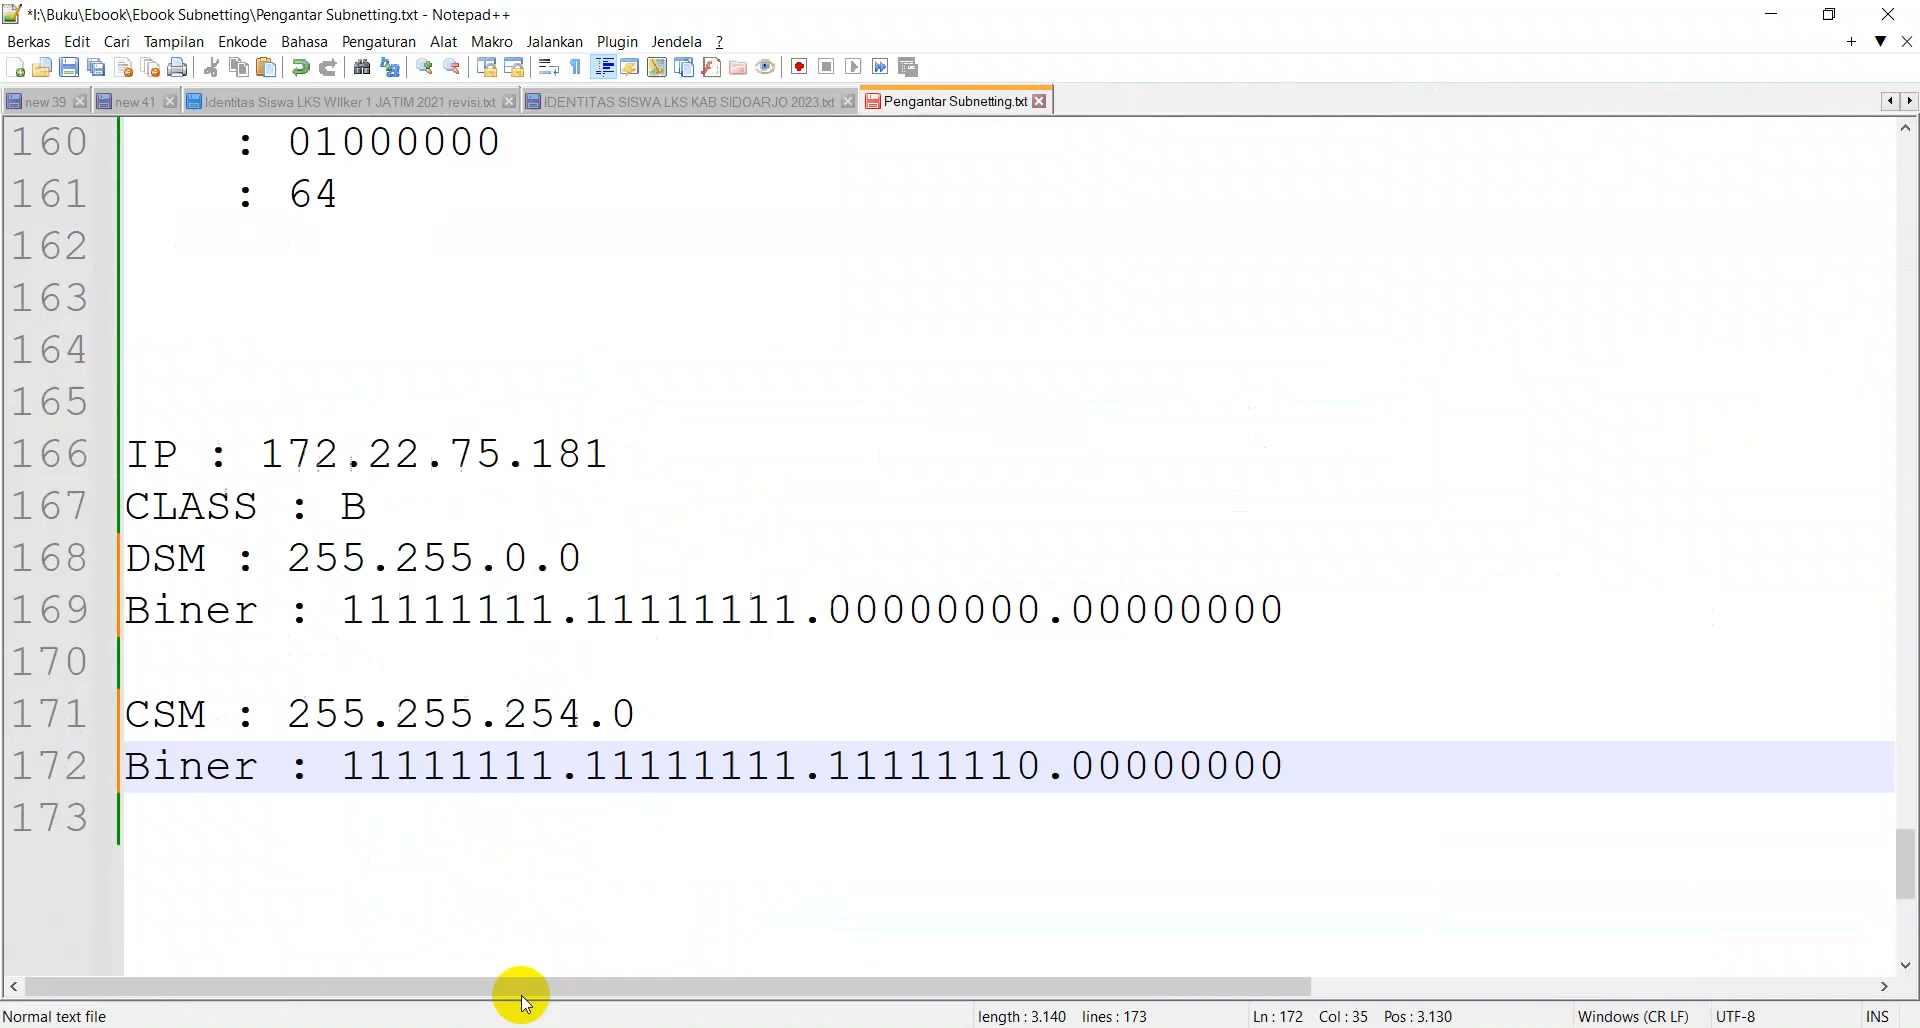 *I:\Buku\Ebook\Ebook Subnetting\Pengantar Subnetting.txt - Notepad++
Berkas Edit Cari Tampilan Enkode Bahasa Pengaturan Alat Makro Jalankan Plugin Jendela ?
new 39 new 41 Identitas Siswa LKS WIlker 1 JATIM 2021 revisi.txt IDENTITAS SISWA LKS KAB SIDOARJO 2023.txt Pengantar Subnetting.txt
160 : 01000000
161 : 64
162
163
164
165
166 IP : 172.22.75.181
167 CLASS : B
168 DSM : 255.255.0.0
169 Biner : 11111111.11111111.00000000.00000000
170
171 CSM : 255.255.254.0
172 Biner : 11111111.11111111.11111110.00000000
173
Normal text file length : 3.140 lines : 173 Ln : 172 Col : 35 Pos : 3.130 Windows (CR LF) UTF-8 INS